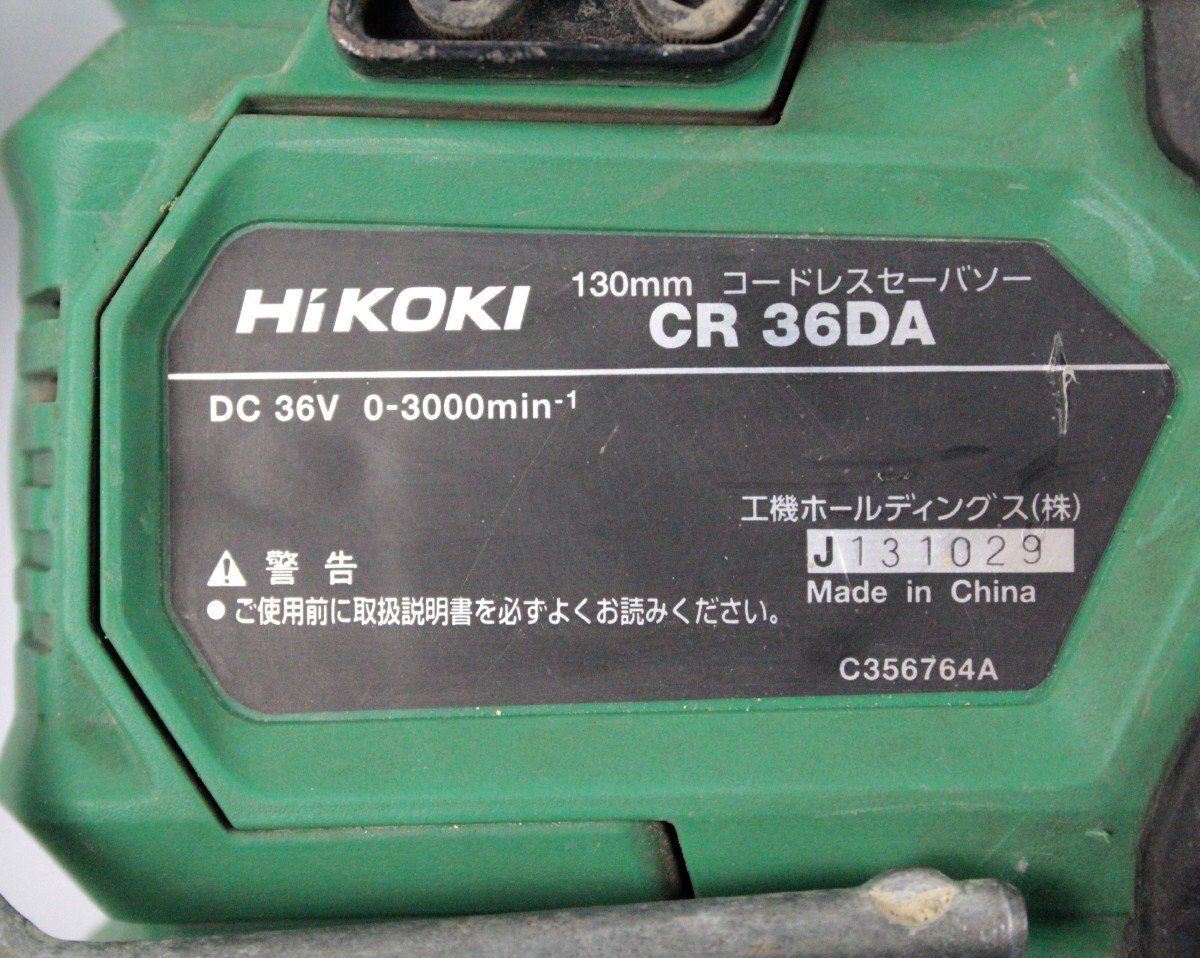 HiKOKI
130mm コードレスセーバソー
CR 36DA
DC 36V 0-3000min⁻¹
工機ホールディングス(株)
J131029
Made in China
⚠ 警告
● ご使用前に取扱説明書を必ずよくお読みください。
C356764A